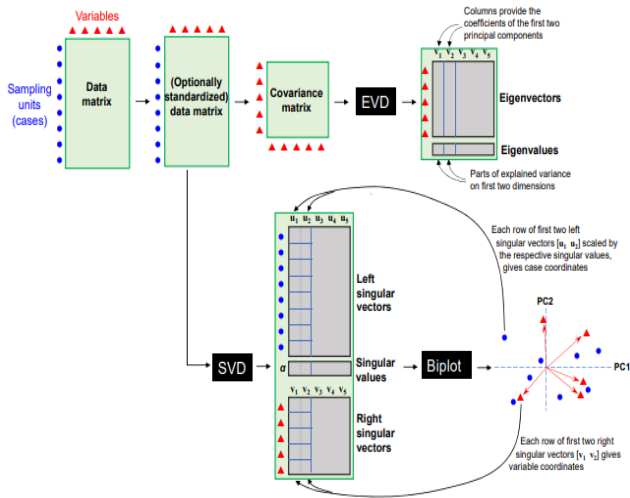 Variables
Sampling
units
(cases)
Data
matrix
(Optionally
standardized)
data matrix
Covariance
matrix
EVD
Columns provide the
coefficients of the first two
principal components
v1 v2 v3 v4 v5
Eigenvectors
Eigenvalues
Parts of explained variance
on first two dimensions
u1 u2 u3 u4 u5
Left
singular
vectors
SVD
α
Singular
values
v1 v2 v3 v4 v5
Right
singular
vectors
Biplot
Each row of first two left
singular vectors [u1 u2] scaled by
the respective singular values,
gives case coordinates
PC2
PC1
Each row of first two right
singular vectors [v1 v2] gives
variable coordinates